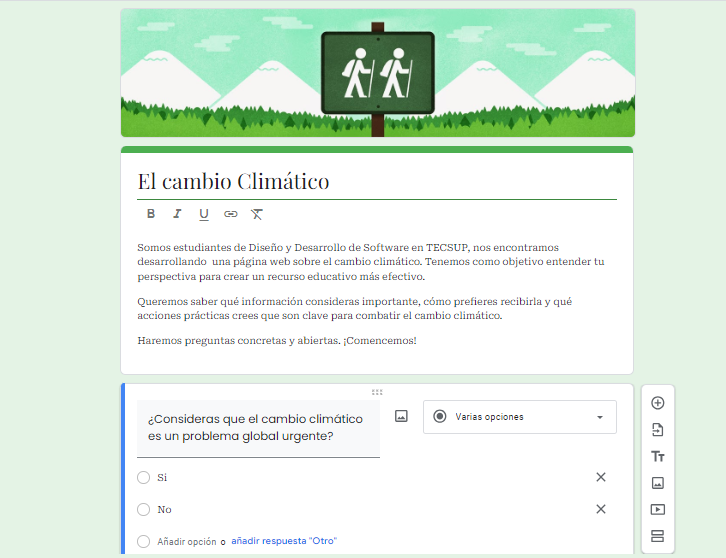 El cambio Climático
B I U
Somos estudiantes de Diseño y Desarrollo de Software en TECSUP, nos encontramos
desarrollando una página web sobre el cambio climático. Tenemos como objetivo entender tu
perspectiva para crear un recurso educativo más efectivo.
Queremos saber qué información consideras importante, cómo prefieres recibirla y qué
acciones prácticas crees que son clave para combatir el cambio climático.
Haremos preguntas concretas y abiertas. ¡Comencemos!
¿Consideras que el cambio climático
es un problema global urgente?
Varias opciones
Sí
No
Añadir opción o añadir respuesta "Otro"
Tt